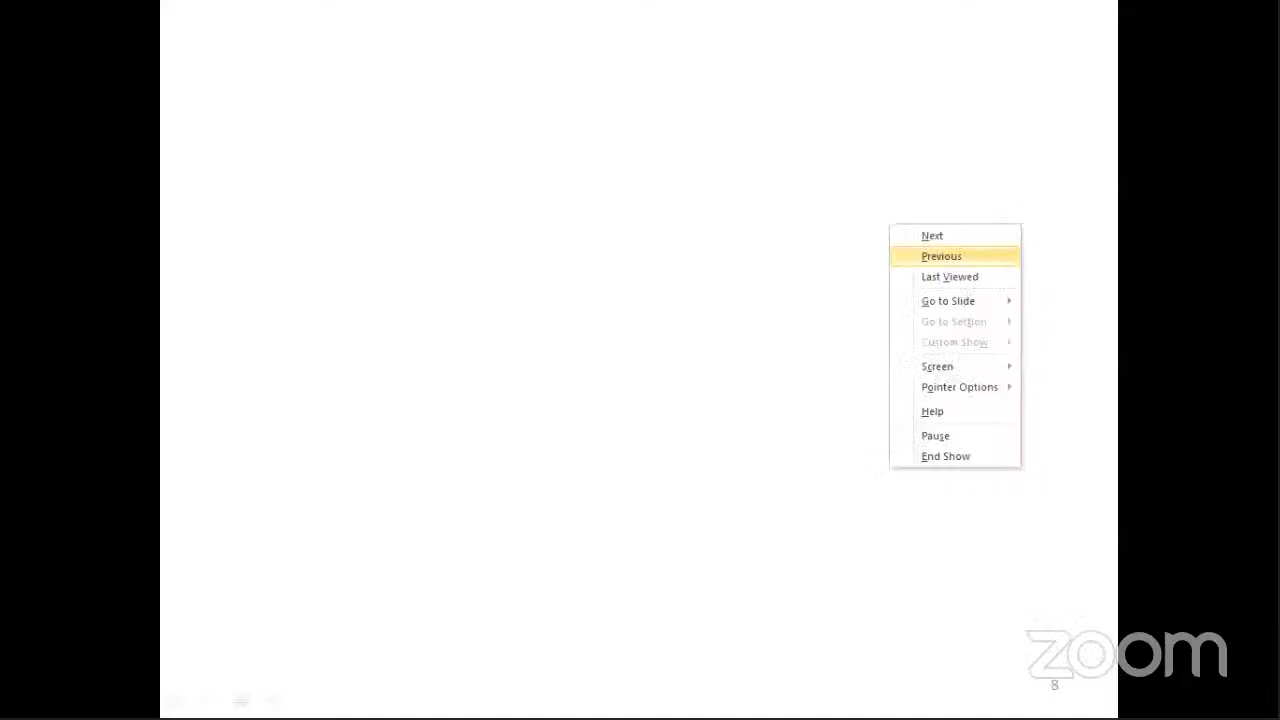 Next
Previous
Last Viewed
Go to Slide
Go to Section
Custom Show
Screen
Pointer Options
Help
Pause
End Show
zoom
8